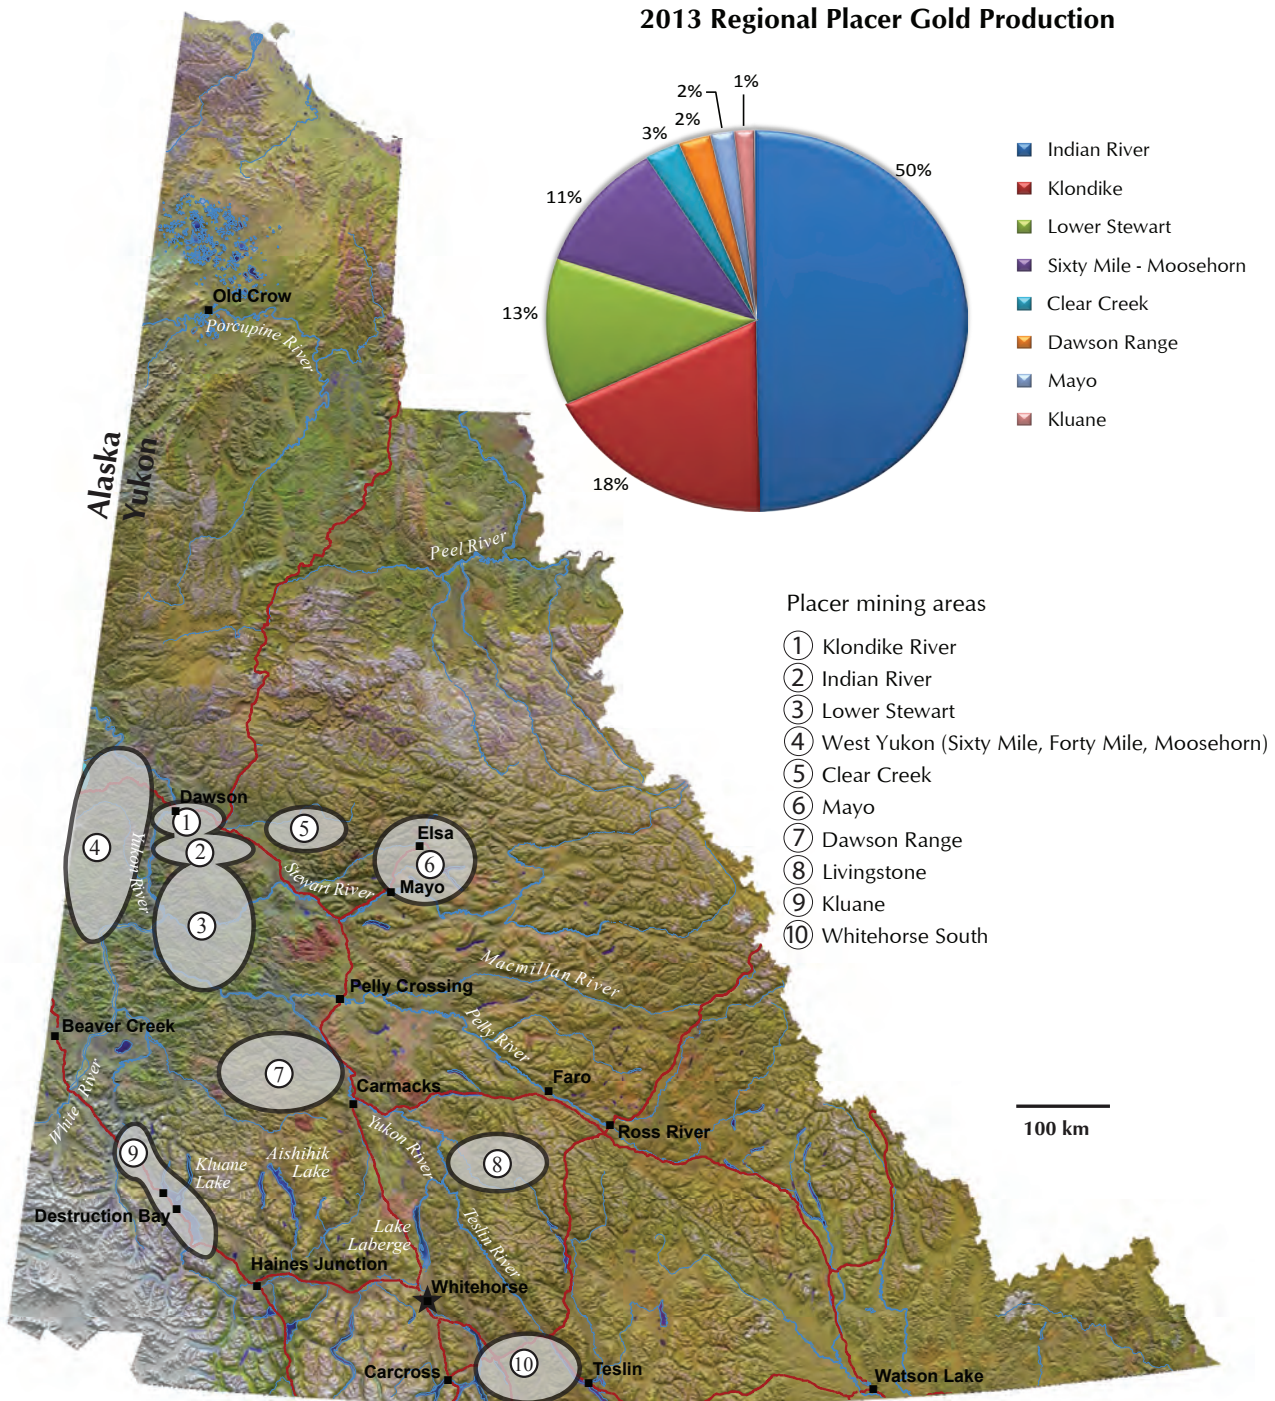 2013 Regional Placer Gold Production
1%
2%
2%
3%
50%
11%
13%
18%
Indian River
Klondike
Lower Stewart
Sixty Mile - Moosehorn
Clear Creek
Dawson Range
Mayo
Kluane
Old Crow
Porcupine River
Alaska
Yukon
Peel River
Placer mining areas
1 Klondike River
2 Indian River
3 Lower Stewart
4 West Yukon (Sixty Mile, Forty Mile, Moosehorn)
5 Clear Creek
6 Mayo
7 Dawson Range
8 Livingstone
9 Kluane
10 Whitehorse South
Dawson
1
5
Elsa
4
2
6
Yukon River
Stewart River
Mayo
3
Macmillan River
Pelly Crossing
Beaver Creek
Pelly River
7
Faro
Carmacks
White River
Yukon River
Ross River
100 km
9
Kluane
Lake
Aishihik
Lake
8
Destruction Bay
Lake
Laberge
Teslin River
Haines Junction
Whitehorse
10
Carcross
Teslin
Watson Lake